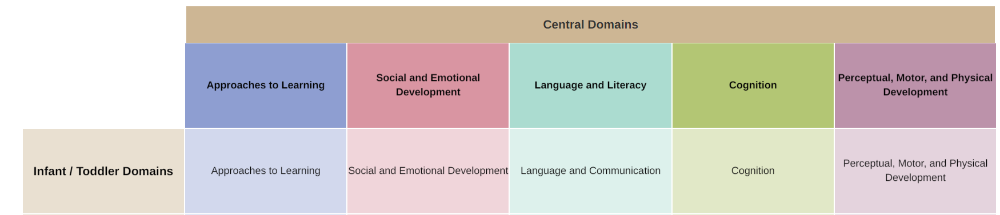 Central Domains
Approaches to Learning
Social and Emotional
Development
Language and Literacy
Cognition
Perceptual, Motor, and Physical
Development
Infant / Toddler Domains
Approaches to Learning
Social and Emotional Development
Language and Communication
Cognition
Perceptual, Motor, and Physical
Development